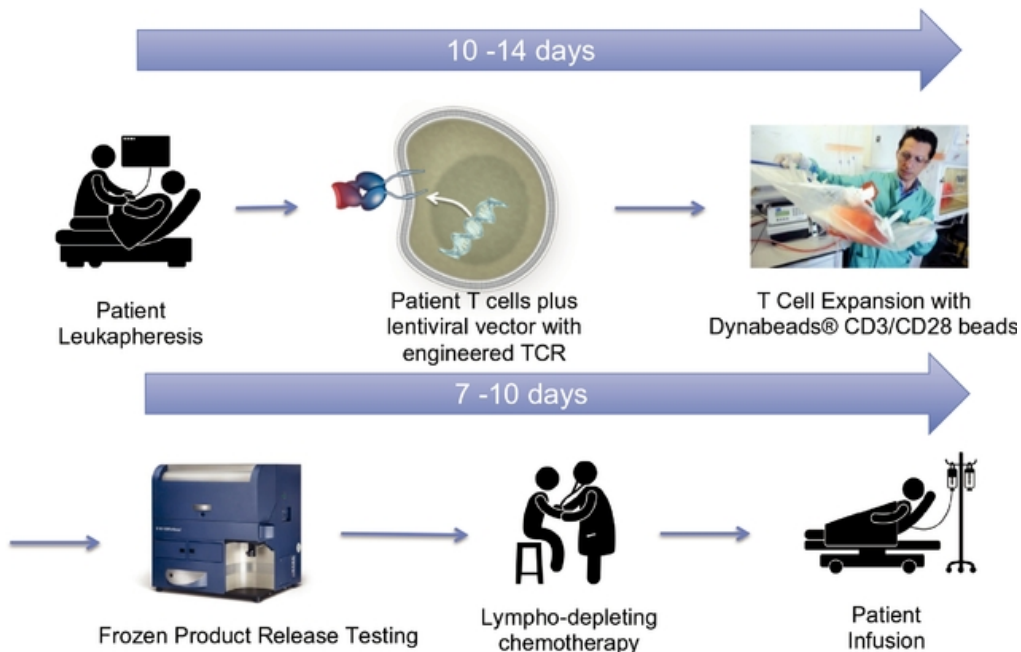 10 -14 days
Patient
Leukapheresis
Patient T cells plus
lentiviral vector with
engineered TCR
T Cell Expansion with
Dynabeads® CD3/CD28 beads
7 -10 days
Frozen Product Release Testing
Lympho-depleting
chemotherapy
Patient
Infusion